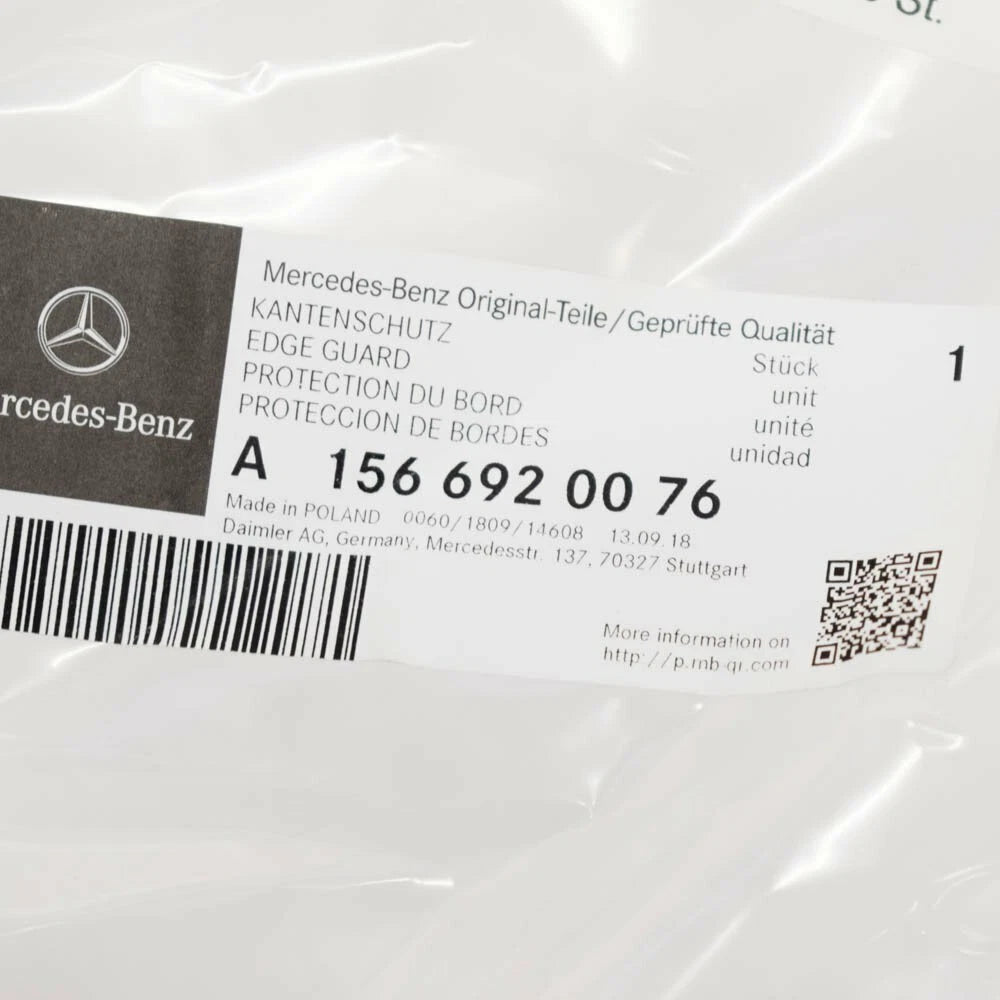 St.
Mercedes-Benz Original-Teile/Geprüfte Qualität
KANTENSCHUTZ Stück 1
EDGE GUARD unit
PROTECTION DU BORD unité
PROTECCION DE BORDES unidad
rcedes-Benz
A 156 692 00 76
Made in POLAND 0060/1809/14608 13.09.18
Daimler AG, Germany, Mercedesstr. 137, 70327 Stuttgart
More information on
http://p.mb-qr.com